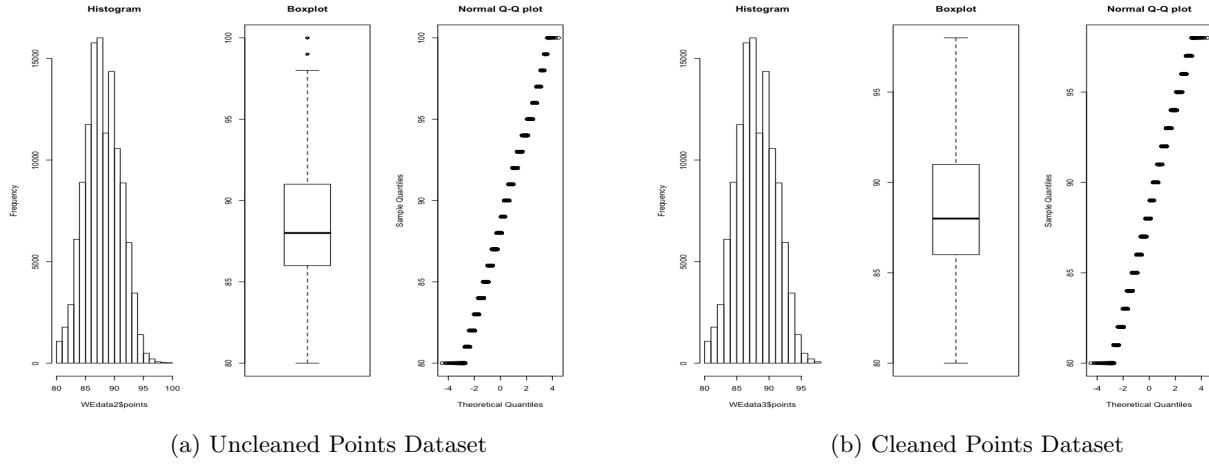 Histogram
Frequency
0 5000 10000 15000
80 85 90 95 100
WEdata2$points
Boxplot
80 85 90 95 100
Normal Q-Q plot
Sample Quantiles
80 85 90 95 100
-4 -2 0 2 4
Theoretical Quantiles
(a) Uncleaned Points Dataset
Histogram
Frequency
0 5000 10000 15000
80 85 90 95
WEdata3$points
Boxplot
80 85 90 95
Normal Q-Q plot
Sample Quantiles
80 85 90 95
-4 -2 0 2 4
Theoretical Quantiles
(b) Cleaned Points Dataset